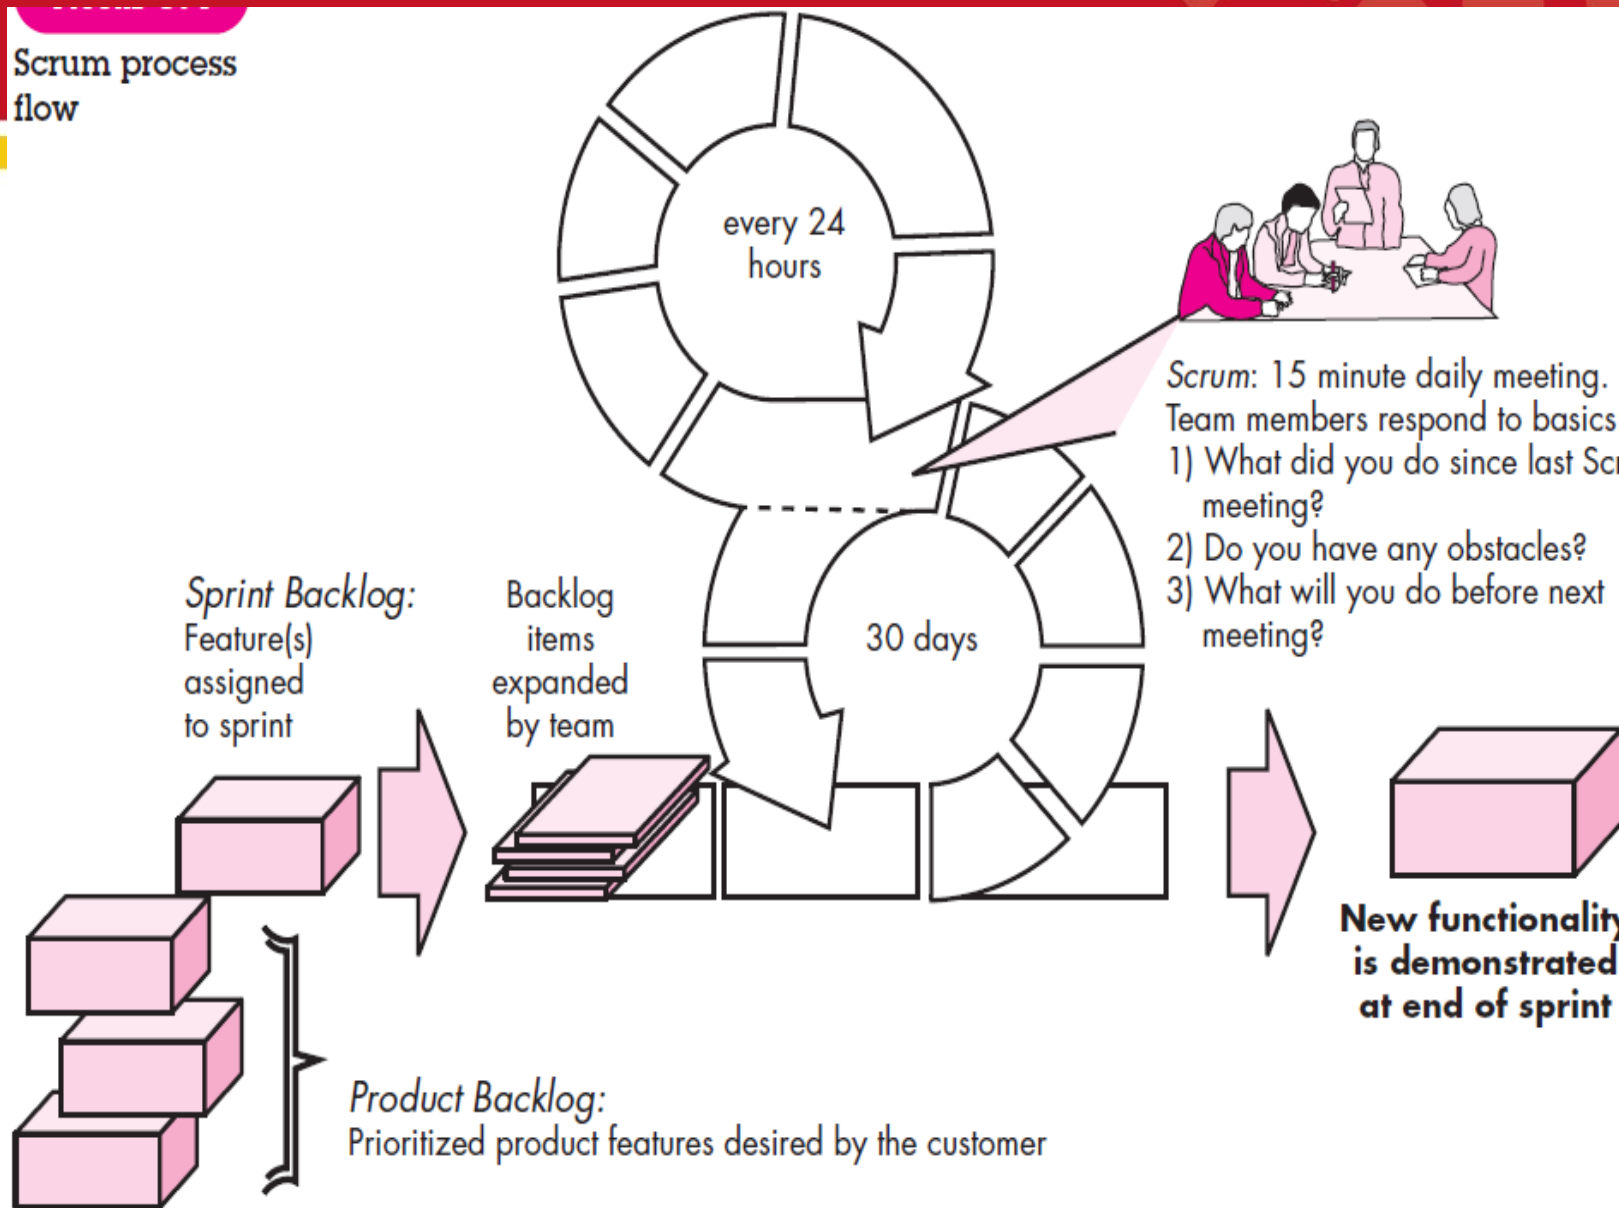 Scrum process
flow
every 24
hours
Scrum: 15 minute daily meeting.
Team members respond to basics
1) What did you do since last Scr
meeting?
2) Do you have any obstacles?
3) What will you do before next
meeting?
Sprint Backlog:
Feature(s)
assigned
to sprint
Backlog
items
expanded
by team
30 days
New functionality
is demonstrated
at end of sprint
Product Backlog:
Prioritized product features desired by the customer